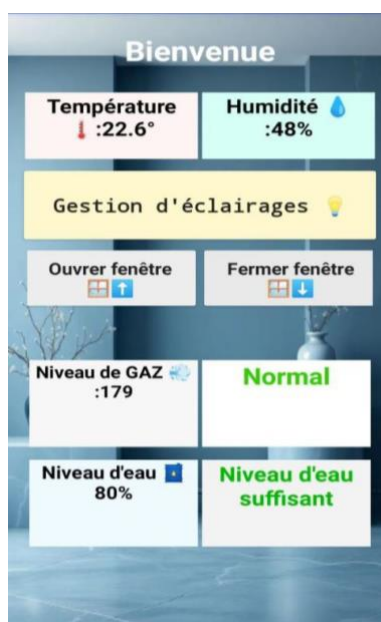 Bienvenue
Température
🌡️ :22.6°
Humidité 💧
:48%
Gestion d'éclairages 💡
Ouvrer fenêtre
🪟⬆️
Fermer fenêtre
🪟⬇️
Niveau de GAZ 💨
:179
Normal
Niveau d'eau
80%
Niveau d'eau
suffisant